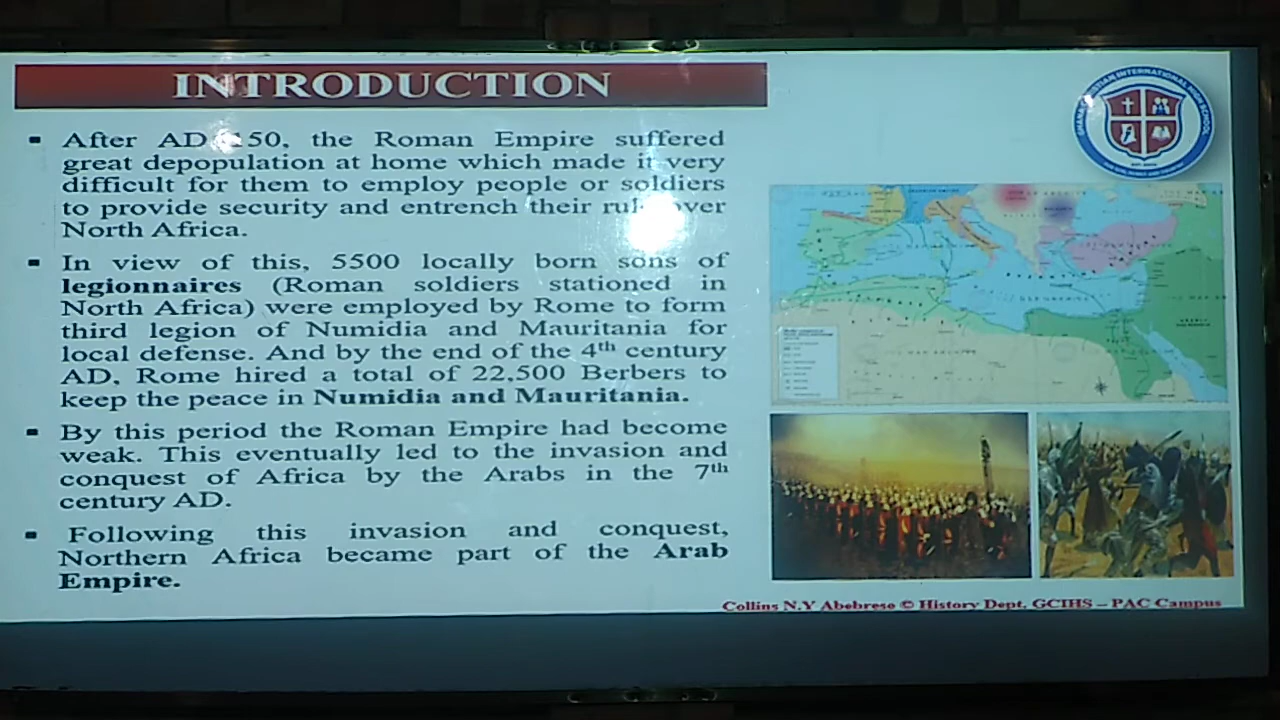 INTRODUCTION
▪ After AD 150, the Roman Empire suffered
great depopulation at home which made it very
difficult for them to employ people or soldiers
to provide security and entrench their rule over
North Africa.
▪ In view of this, 5500 locally born sons of
legionnaires (Roman soldiers stationed in
North Africa) were employed by Rome to form
third legion of Numidia and Mauritania for
local defense. And by the end of the 4th century
AD, Rome hired a total of 22,500 Berbers to
keep the peace in Numidia and Mauritania.
▪ By this period the Roman Empire had become
weak. This eventually led to the invasion and
conquest of Africa by the Arabs in the 7th
century AD.
▪ Following this invasion and conquest,
Northern Africa became part of the Arab
Empire.
CHRISTIAN INTERNATIONAL HIGH SCHOOL
Collins N.Y Abebrese © History Dept. GCIHS – PAC Campus